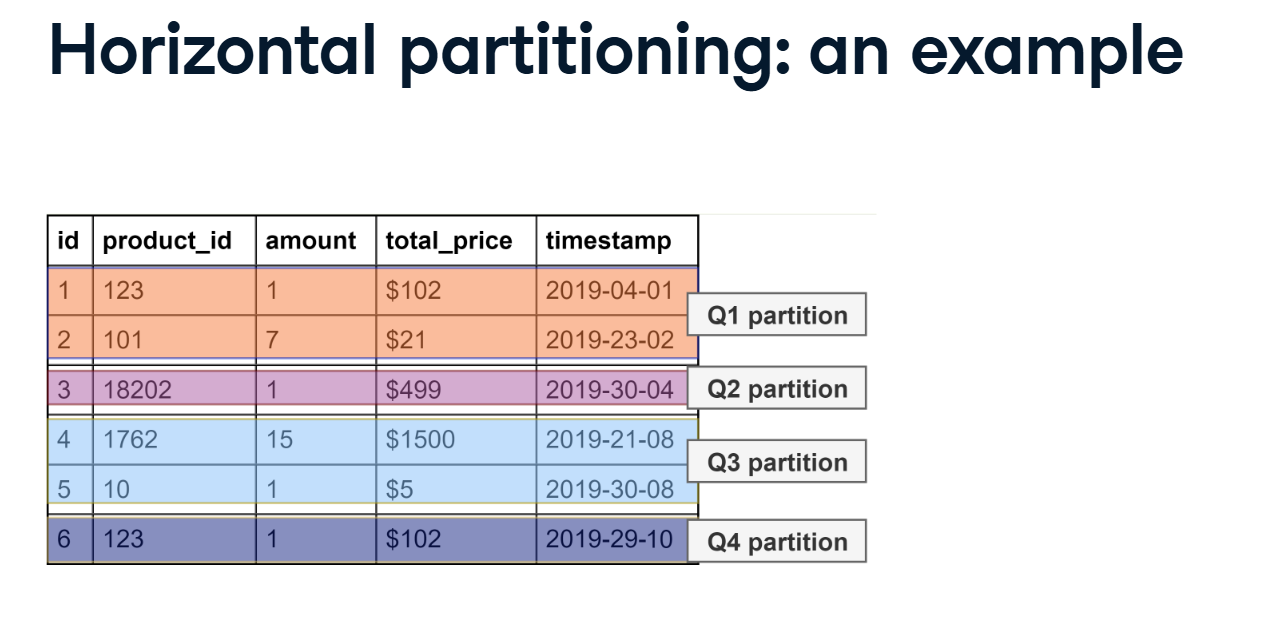 Horizontal partitioning: an example
id product_id amount total_price timestamp
1 123 1 $102 2019-04-01
Q1 partition
2 101 7 $21 2019-23-02
3 18202 1 $499 2019-30-04 Q2 partition
4 1762 15 $1500 2019-21-08
Q3 partition
5 10 1 $5 2019-30-08
6 123 1 $102 2019-29-10 Q4 partition